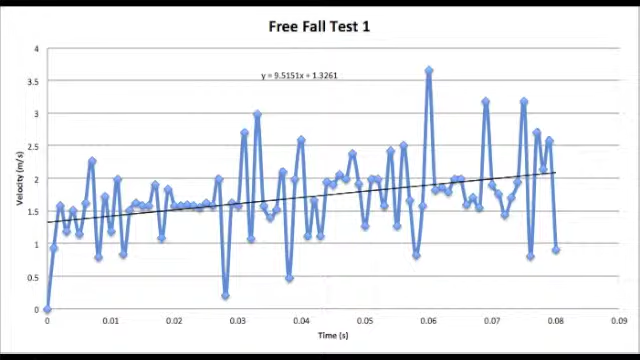 Free Fall Test 1
y = 9.5151x + 1.3261
Velocity (m/s)
4
3.5
3
2.5
2
1.5
1
0.5
0
0 0.01 0.02 0.03 0.04 0.05 0.06 0.07 0.08 0.09
Time (s)